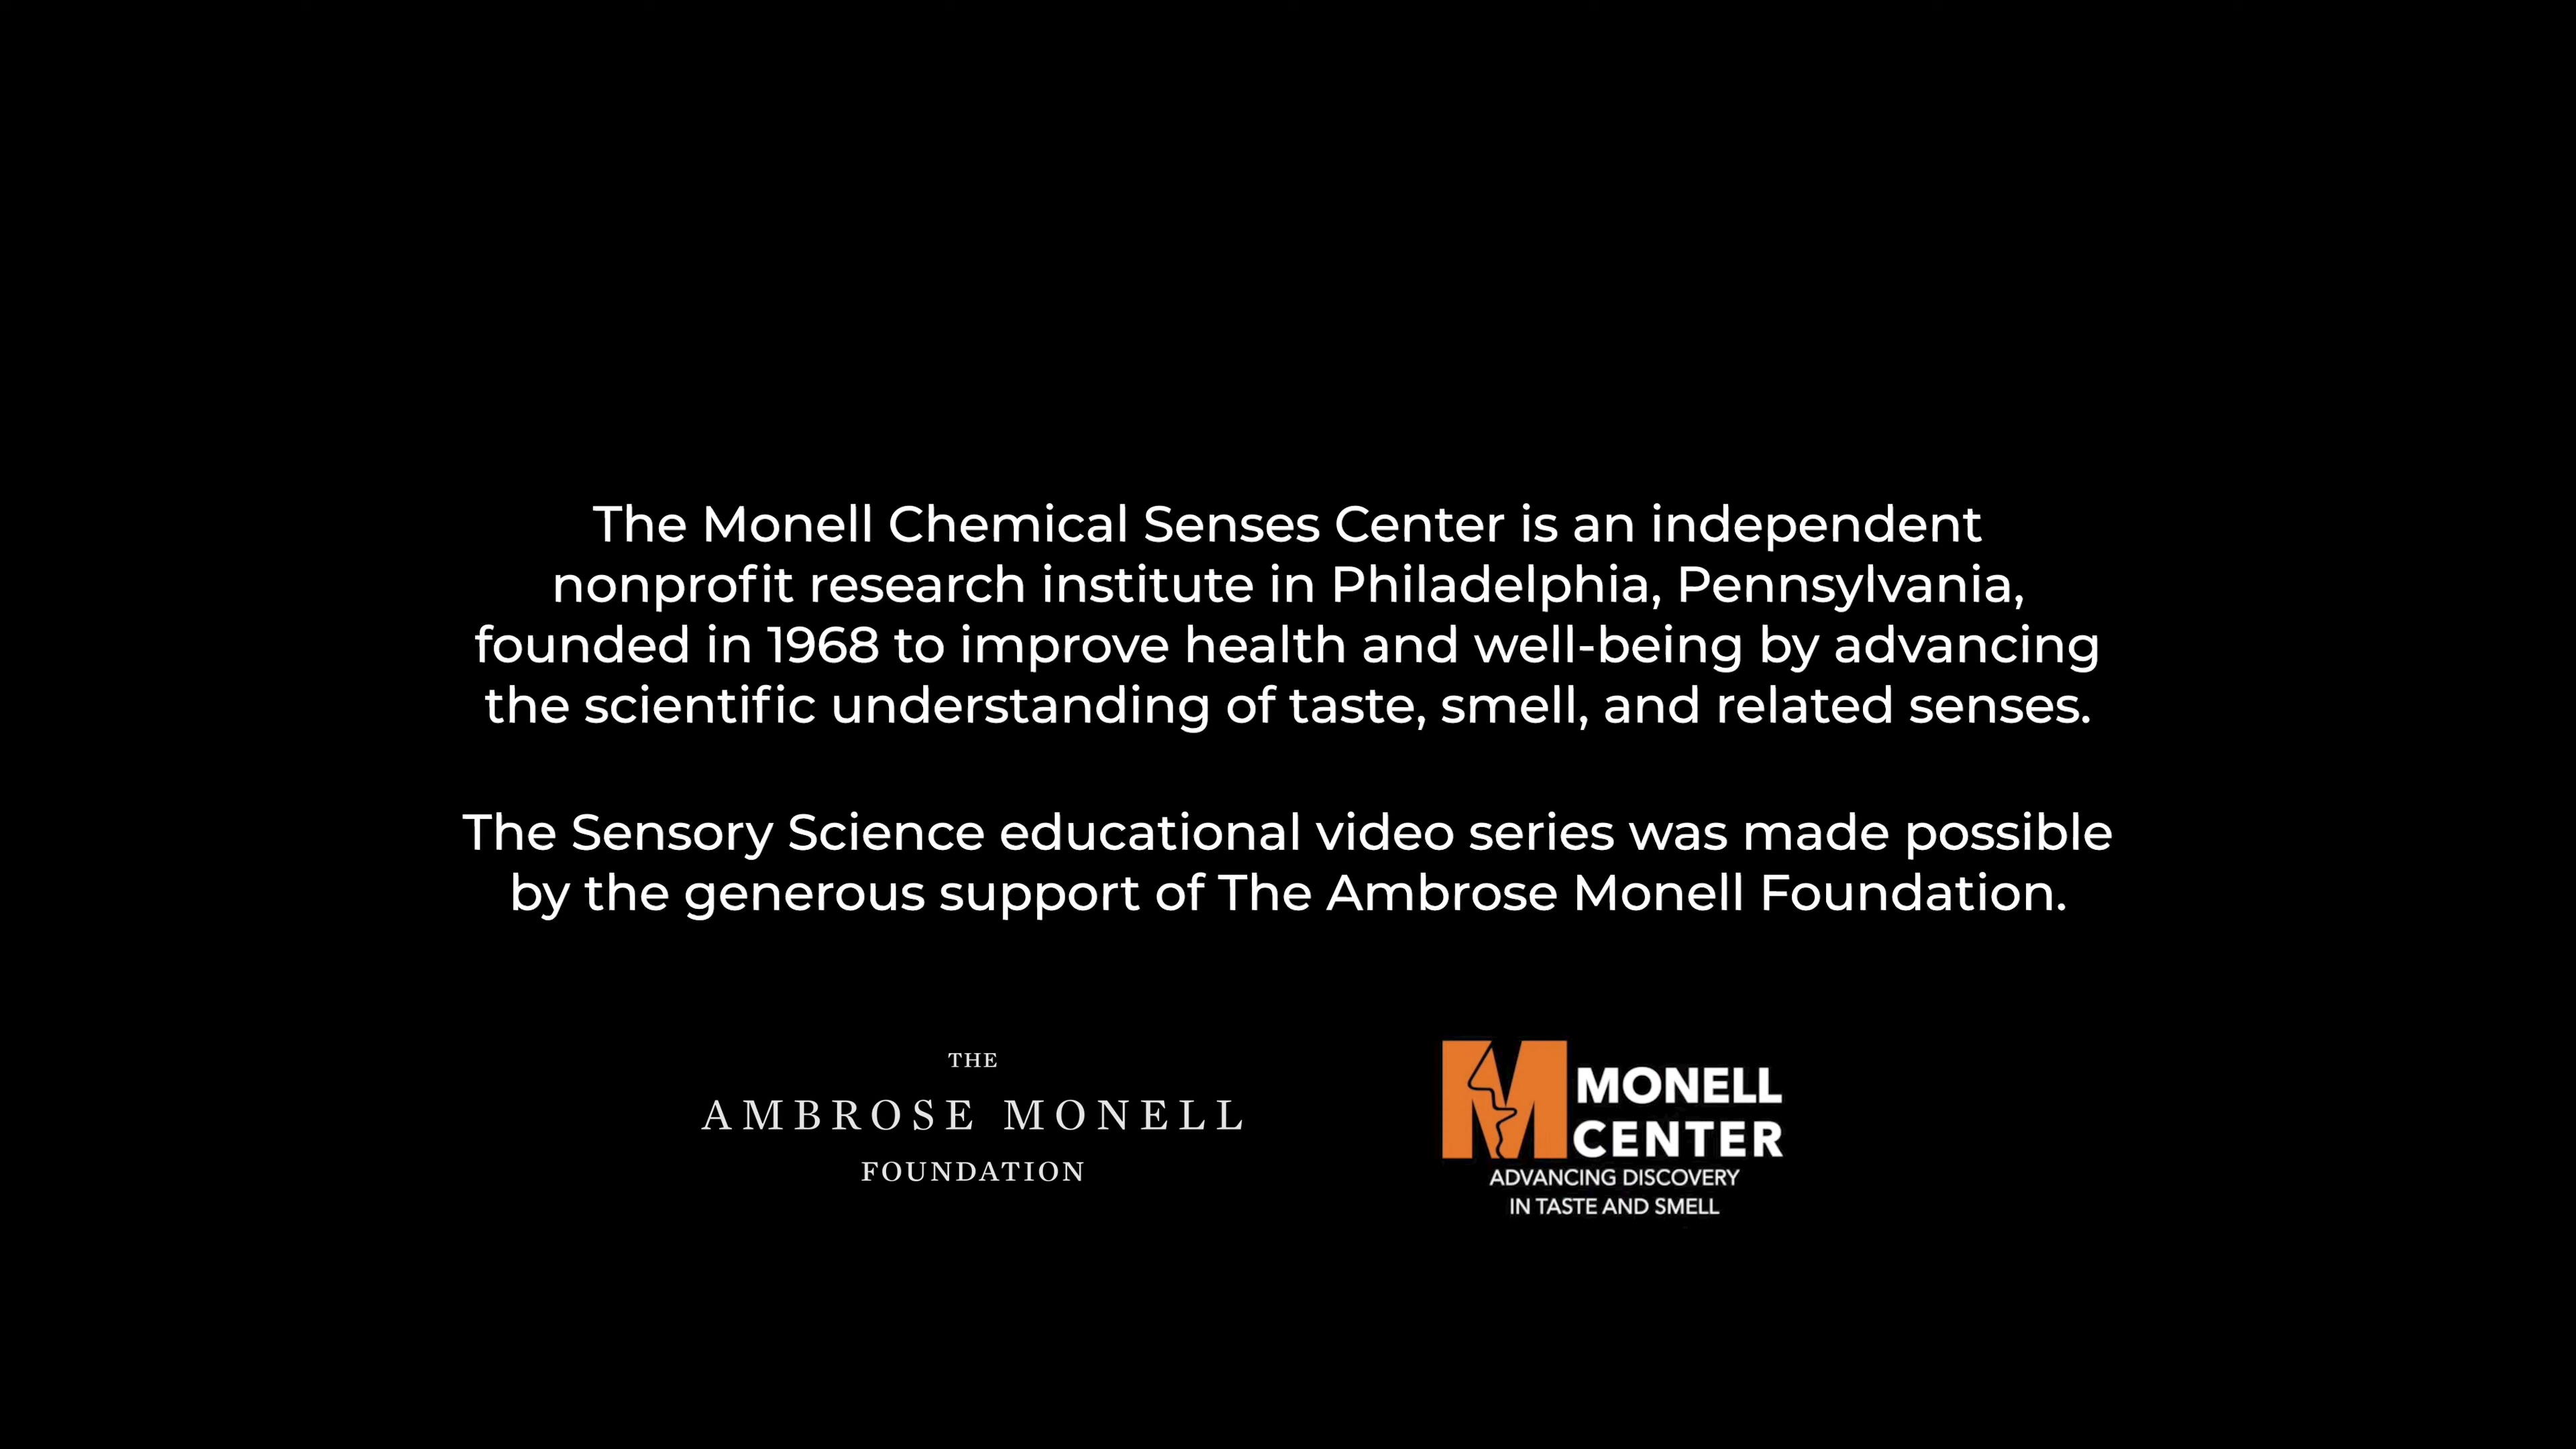 The Monell Chemical Senses Center is an independent
nonprofit research institute in Philadelphia, Pennsylvania,
founded in 1968 to improve health and well-being by advancing
the scientific understanding of taste, smell, and related senses.
The Sensory Science educational video series was made possible
by the generous support of The Ambrose Monell Foundation.
THE
AMBROSE MONELL
FOUNDATION
MONELL
CENTER
ADVANCING DISCOVERY
IN TASTE AND SMELL